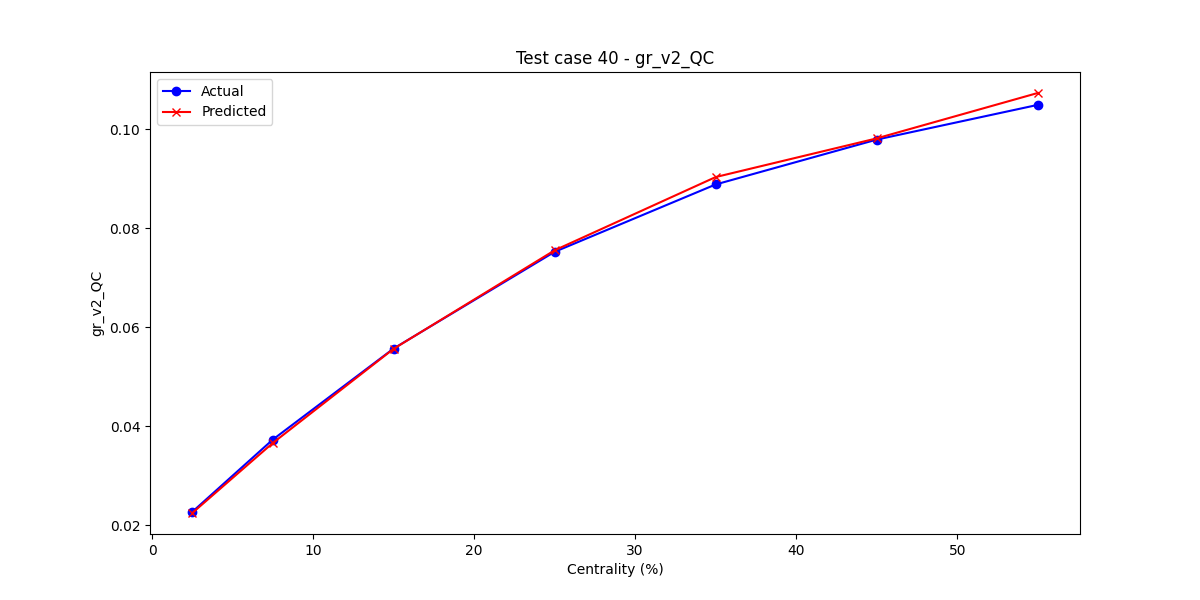 Test case 40 - gr_v2_QC
Actual
Predicted
0.10
0.08
0.06
0.04
0.02
gr_v2_QC
0 10 20 30 40 50
Centrality (%)